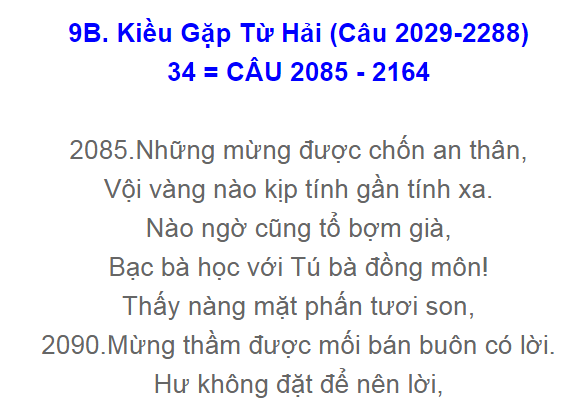 9B. Kiều Gặp Từ Hải (Câu 2029-2288)
34 = CÂU 2085 - 2164
2085.Những mừng được chốn an thân,
Vội vàng nào kịp tính gần tính xa.
Nào ngờ cũng tổ bợm già,
Bạc bà học với Tú bà đồng môn!
Thấy nàng mặt phấn tươi son,
2090.Mừng thầm được mối bán buôn có lời.
Hư không đặt để nên lời,